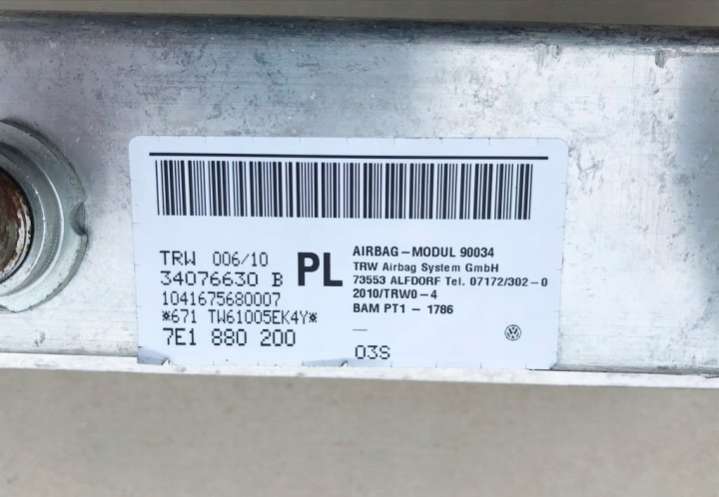 TRW 006/10
34076630 B
1041675680007
*671 TW61005EK4Y*
7E1 880 200
PL
AIRBAG-MODUL 90034
TRW Airbag System GmbH
73553 ALFDORF Tel. 07172/302-0
2010/TRW0-4
BAM PT1 - 1786
03S